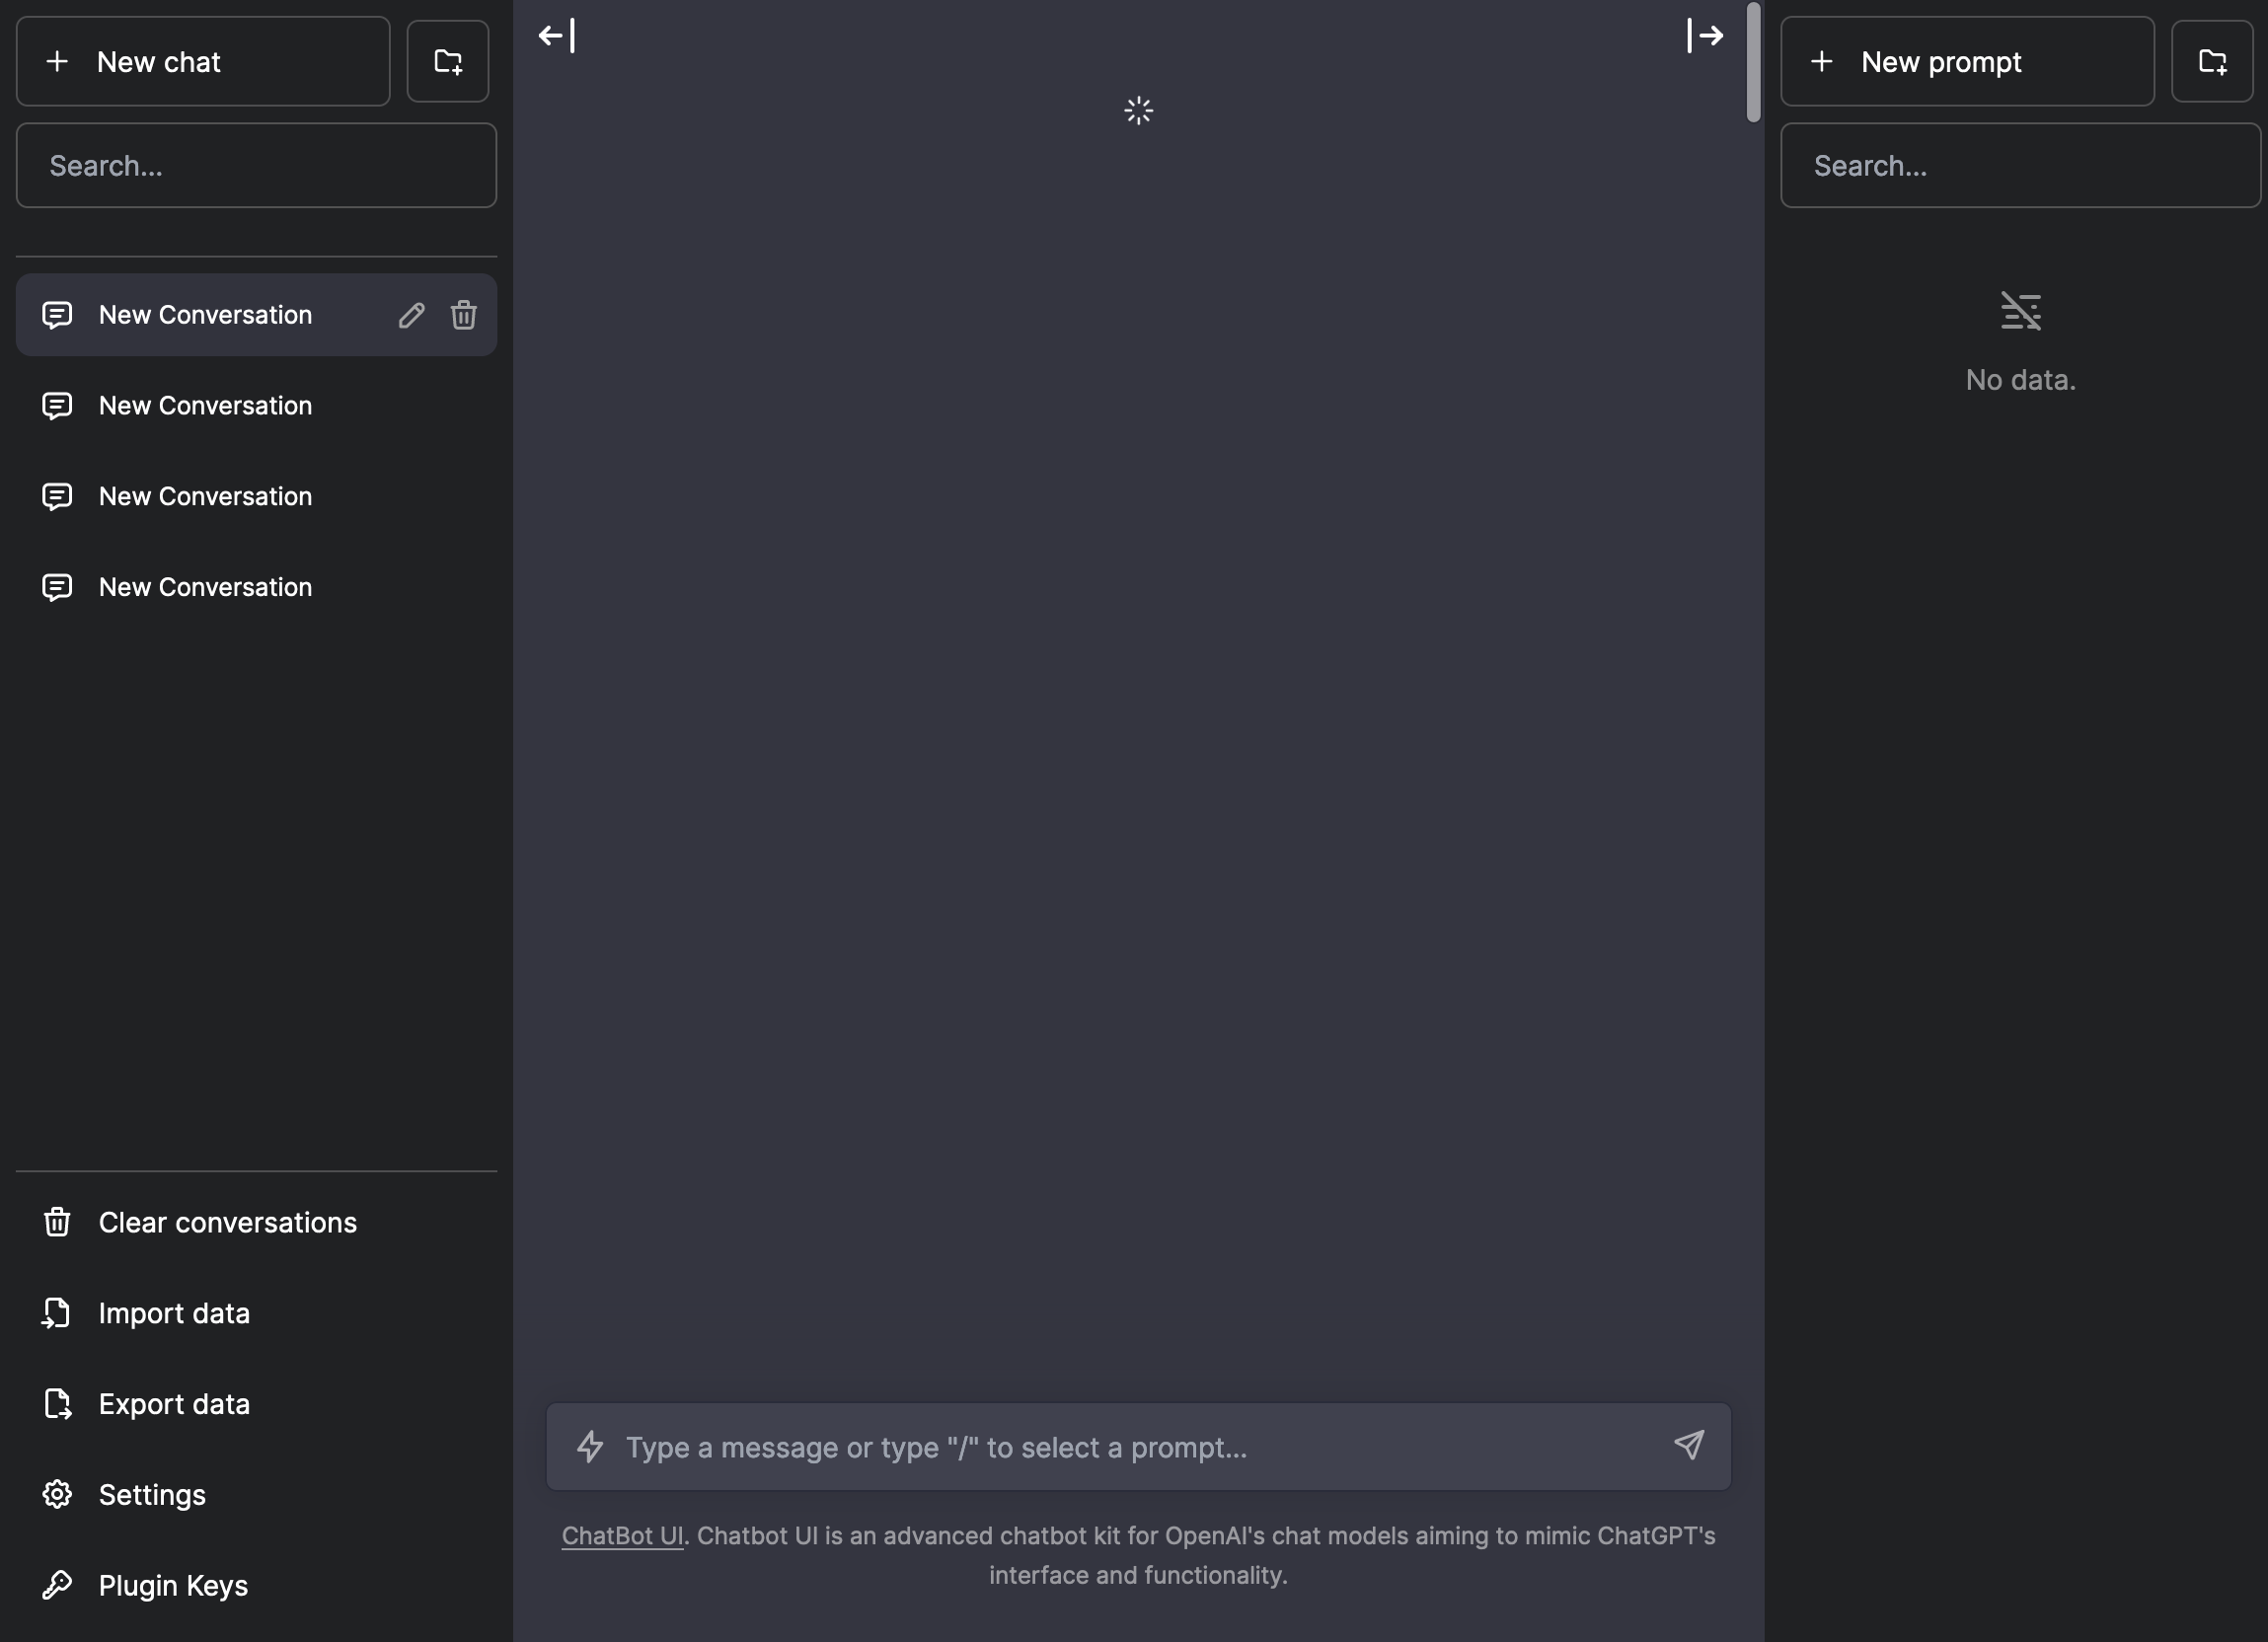 New chat
Search...
New Conversation
New Conversation
New Conversation
New Conversation
Clear conversations
Import data
Export data
Settings
Plugin Keys
Type a message or type "/" to select a prompt...
ChatBot UI. Chatbot UI is an advanced chatbot kit for OpenAI's chat models aiming to mimic ChatGPT's
interface and functionality.
New prompt
Search...
No data.